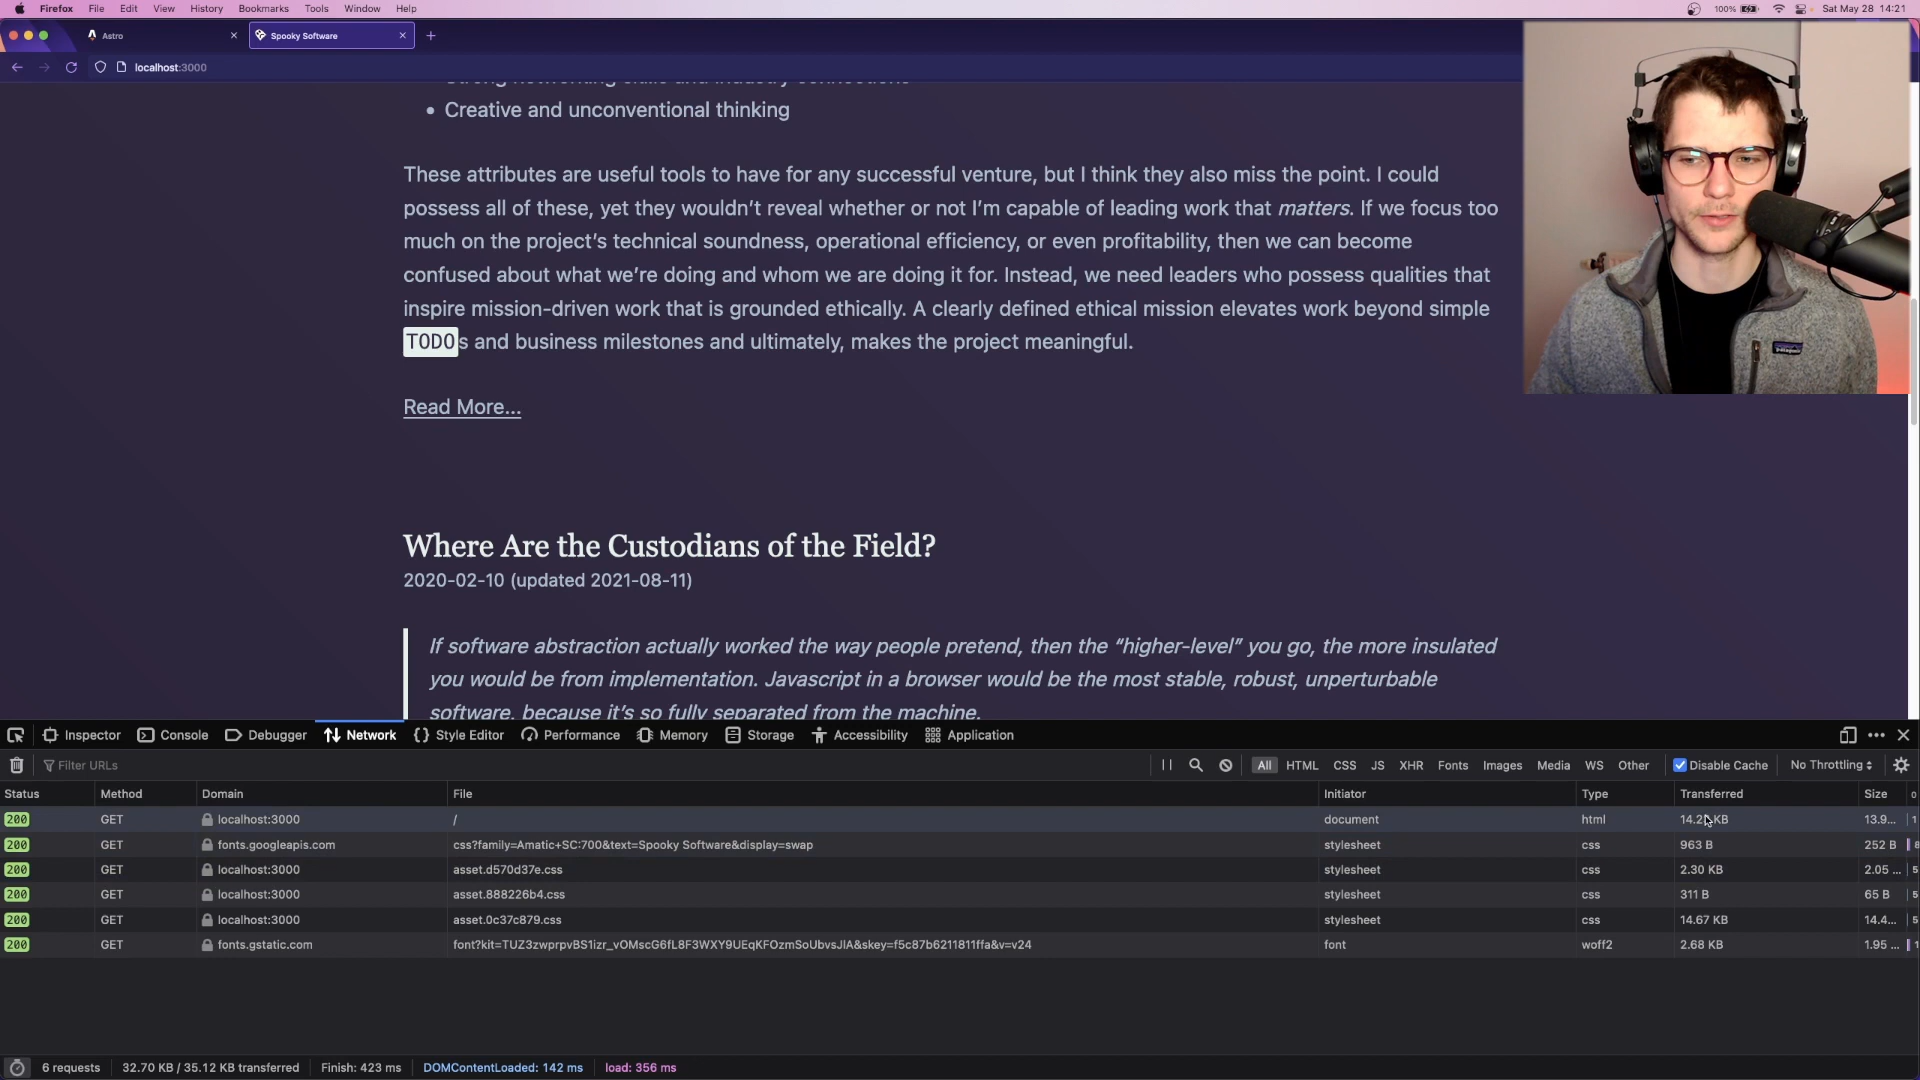 Firefox File Edit View History Bookmarks Tools Window Help 100% Sat May 28 14:21
Astro Spooky Software
localhost:3000
• Creative and unconventional thinking
These attributes are useful tools to have for any successful venture, but I think they also miss the point. I could
possess all of these, yet they wouldn’t reveal whether or not I’m capable of leading work that matters. If we focus too
much on the project’s technical soundness, operational efficiency, or even profitability, then we can become
confused about what we’re doing and whom we are doing it for. Instead, we need leaders who possess qualities that
inspire mission-driven work that is grounded ethically. A clearly defined ethical mission elevates work beyond simple
TODOs and business milestones and ultimately, makes the project meaningful.
Read More...
Where Are the Custodians of the Field?
2020-02-10 (updated 2021-08-11)
If software abstraction actually worked the way people pretend, then the “higher-level” you go, the more insulated
you would be from implementation. Javascript in a browser would be the most stable, robust, unperturbable
software, because it’s so fully separated from the machine.
Inspector Console Debugger Network Style Editor Performance Memory Storage Accessibility Application
Filter URLs All HTML CSS JS XHR Fonts Images Media WS Other Disable Cache No Throttling
Status Method Domain File Initiator Type Transferred Size 0
200 GET localhost:3000 / document html KB 13.9...
200 GET fonts.googleapis.com css?family=Amatic+SC:700&text=Spooky Software&display=swap stylesheet css 963 B 252 B
200 GET localhost:3000 asset.d570d37e.css stylesheet css 2.30 KB 2.05 ...
200 GET localhost:3000 asset.888226b4.css stylesheet css 311 B 65 B
200 GET localhost:3000 asset.0c37c879.css stylesheet css 14.67 KB 14.4...
200 GET fonts.gstatic.com font?kit=TUZ3zwprpvBS1izr_vOMscG6fL8F3WXY9UEqKFOzmSoUbvsJIA&skey=f5c87b6211811ffa&v=v24 font woff2 2.68 KB 1.95 ...
6 requests 32.70 KB / 35.12 KB transferred Finish: 423 ms DOMContentLoaded: 142 ms load: 356 ms